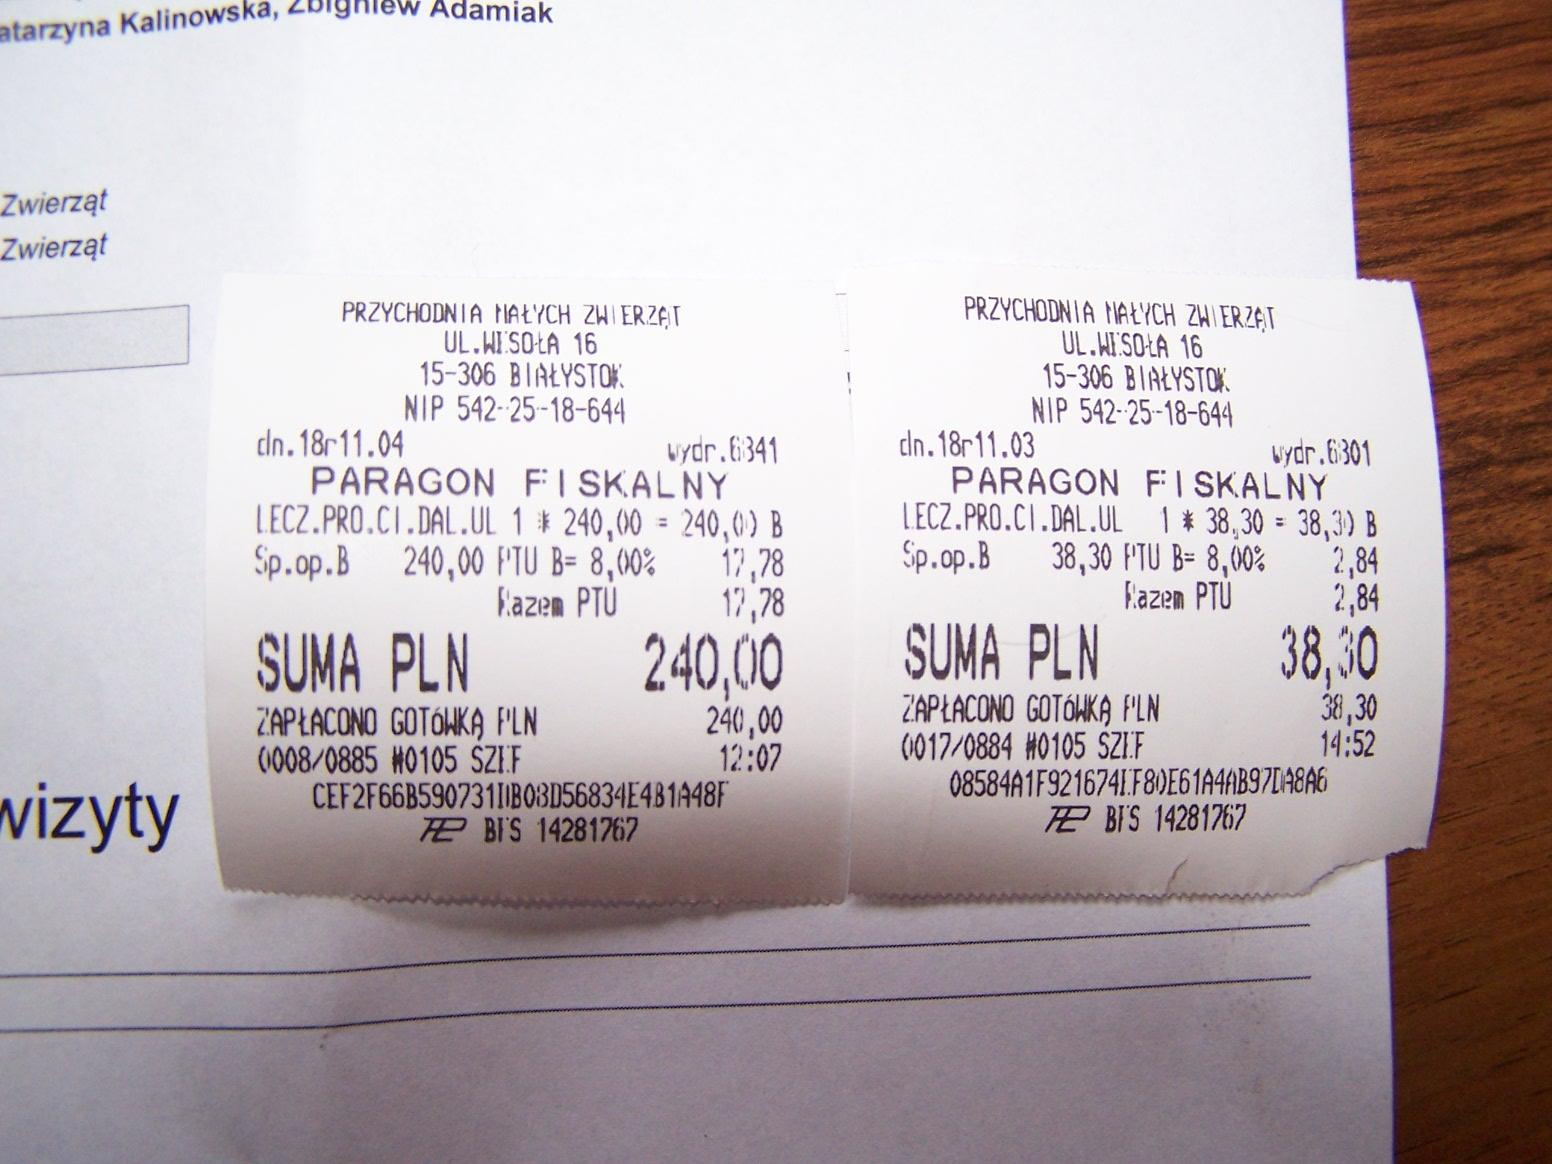 Katarzyna Kalinowska, Zbigniew Adamiak
Zwierząt
Zwierząt
wizyty
PRZYCHODNIA MAŁYCH ZWIERZĄT
UL.WESOŁA 16
15-306 BIAŁYSTOK
NIP 542-25-18-644
dn.18r11.04 wydr.6341
PARAGON FISKALNY
LECZ.PRO.CI.DAL.UL 1 * 240,00 = 240,00 B
Sp.op.B 240,00 PTU B= 8,00% 17,78
Razem PTU 17,78
SUMA PLN 240,00
ZAPŁACONO GOTÓWKĄ PLN 240,00
0008/0885 #0105 SZEF 12:07
BFS 14281767
PRZYCHODNIA MAŁYCH ZWIERZĄT
UL.WESOŁA 16
15-306 BIAŁYSTOK
NIP 542-25-18-644
dn.18r11.03 wydr.6301
PARAGON FISKALNY
LECZ.PRO.CI.DAL.UL 1 * 38,30 = 38,30 B
Sp.op.B 38,30 PTU B= 8,00% 2,84
Razem PTU 2,84
SUMA PLN 38,30
ZAPŁACONO GOTÓWKĄ PLN 38,30
0017/0884 #0105 SZEF 14:52
BFS 14281767